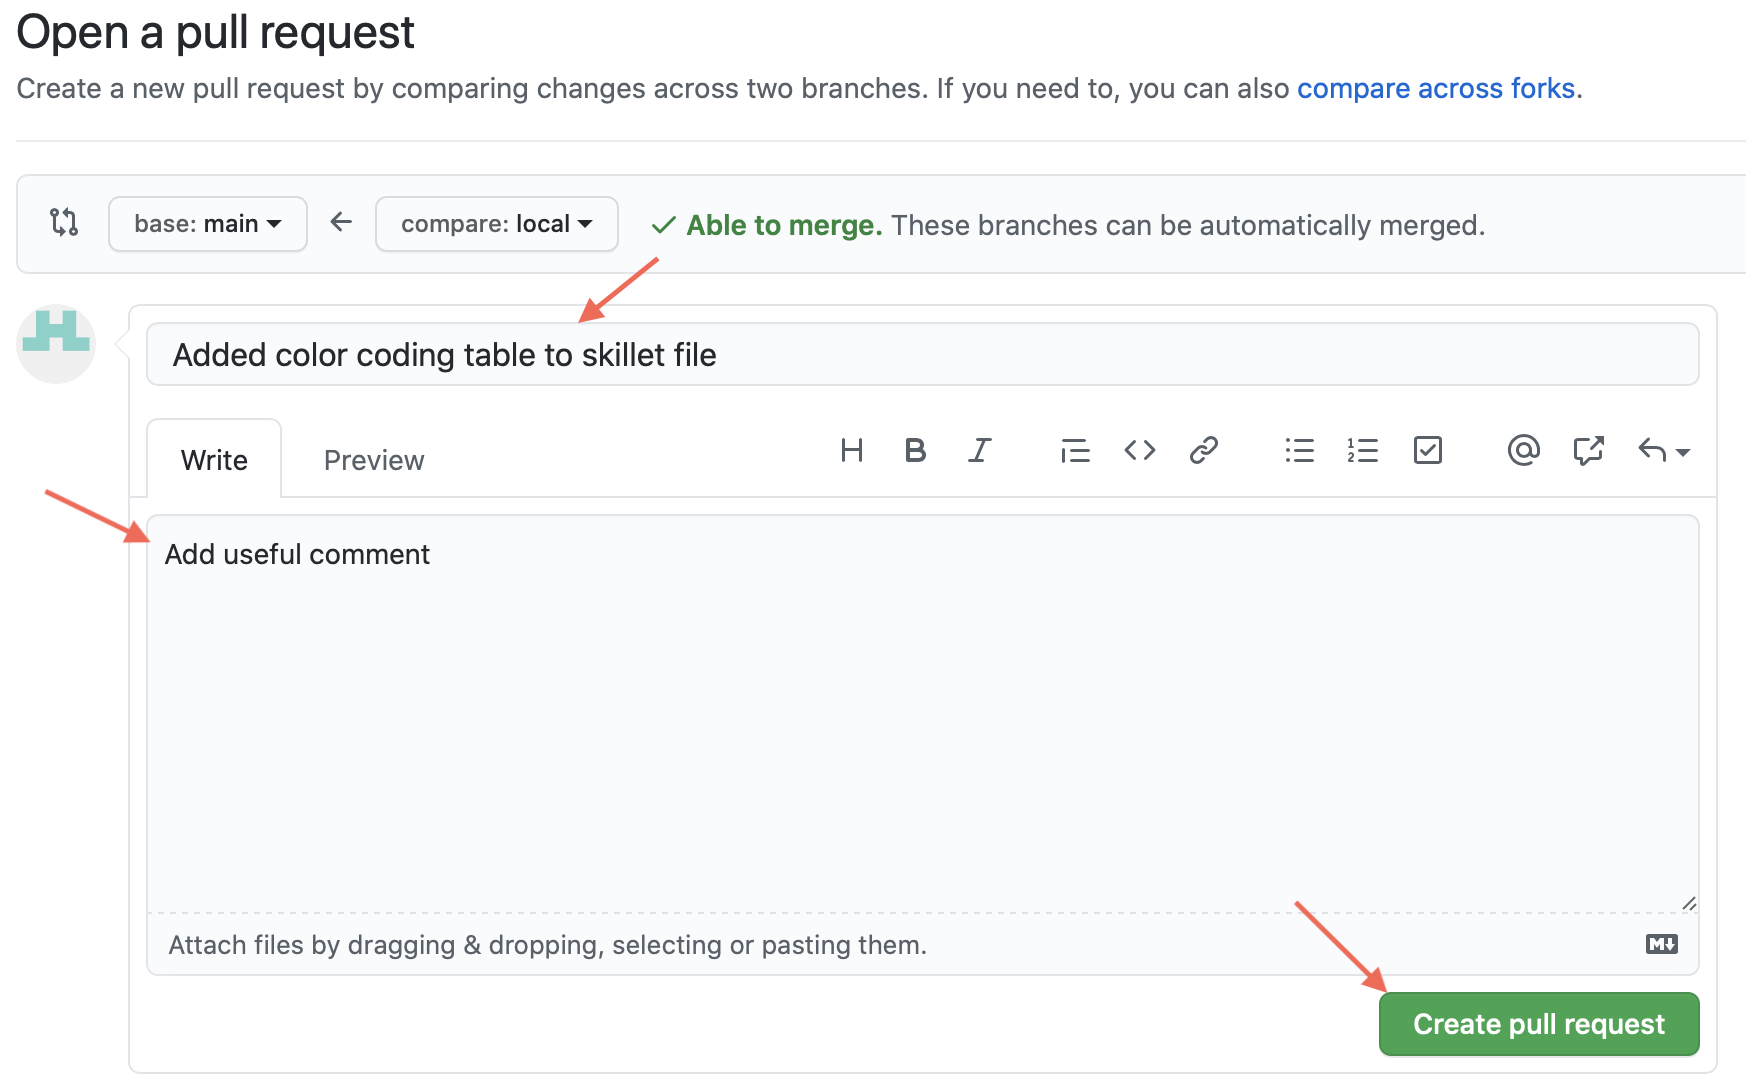 Open a pull request
Create a new pull request by comparing changes across two branches. If you need to, you can also compare across forks.
base: main compare: local Able to merge. These branches can be automatically merged.
Added color coding table to skillet file
Write Preview H B I
Add useful comment
Attach files by dragging & dropping, selecting or pasting them. M
Create pull request